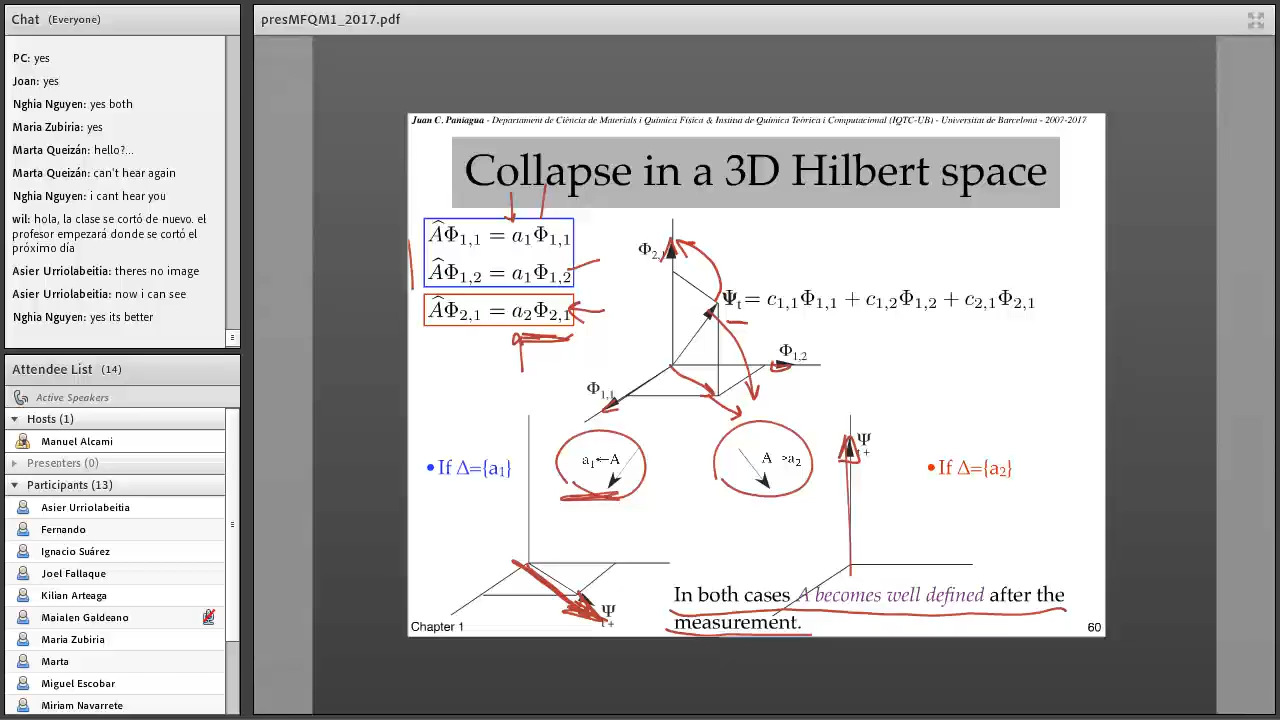 Chat (Everyone)
PC: yes
Joan: yes
Nghia Nguyen: yes both
Maria Zubiria: yes
Marta Queizán: hello?...
Marta Queizán: can't hear again
Nghia Nguyen: i cant hear you
wil: hola, la clase se cortó de nuevo. el
profesor empezará donde se cortó el
próximo día
Asier Urriolabeitia: theres no image
Asier Urriolabeitia: now i can see
Nghia Nguyen: yes its better
Attendee List (14)
Active Speakers
Hosts (1)
Manuel Alcami
Presenters (0)
Participants (13)
Asier Urriolabeitia
Fernando
Ignacio Suárez
Joel Fallaque
Kilian Arteaga
Maialen Galdeano
Maria Zubiria
Marta
Miguel Escobar
Miriam Navarrete
presMFQM1_2017.pdf
Juan C. Paniagua - Departament de Ciència de Materials i Química Física & Institut de Química Teòrica i Computacional (IQTC-UB) - Universitat de Barcelona - 2007-2017
Collapse in a 3D Hilbert space
ÂΦ1,1 = a1Φ1,1
ÂΦ1,2 = a1Φ1,2
ÂΦ2,1 = a2Φ2,1
Φ2,1
Ψt = c1,1Φ1,1 + c1,2Φ1,2 + c2,1Φ2,1
Φ1,2
Φ1,1
• If Δ={a1}
a1←A
A→a2
Ψt+
• If Δ={a2}
Ψt+
In both cases A becomes well defined after the
measurement.
Chapter 1
60